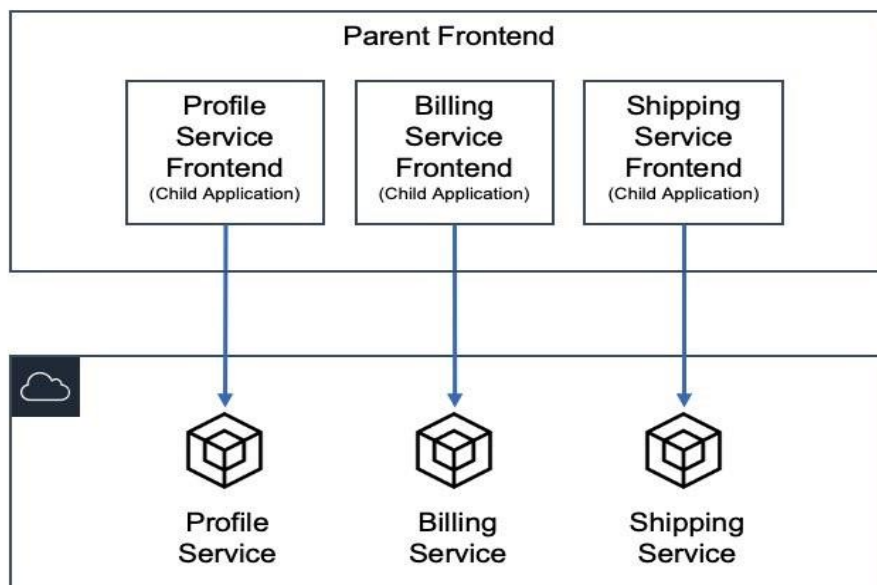 Parent Frontend
Profile
Service
Frontend
(Child Application)
Billing
Service
Frontend
(Child Application)
Shipping
Service
Frontend
(Child Application)
Profile
Service
Billing
Service
Shipping
Service